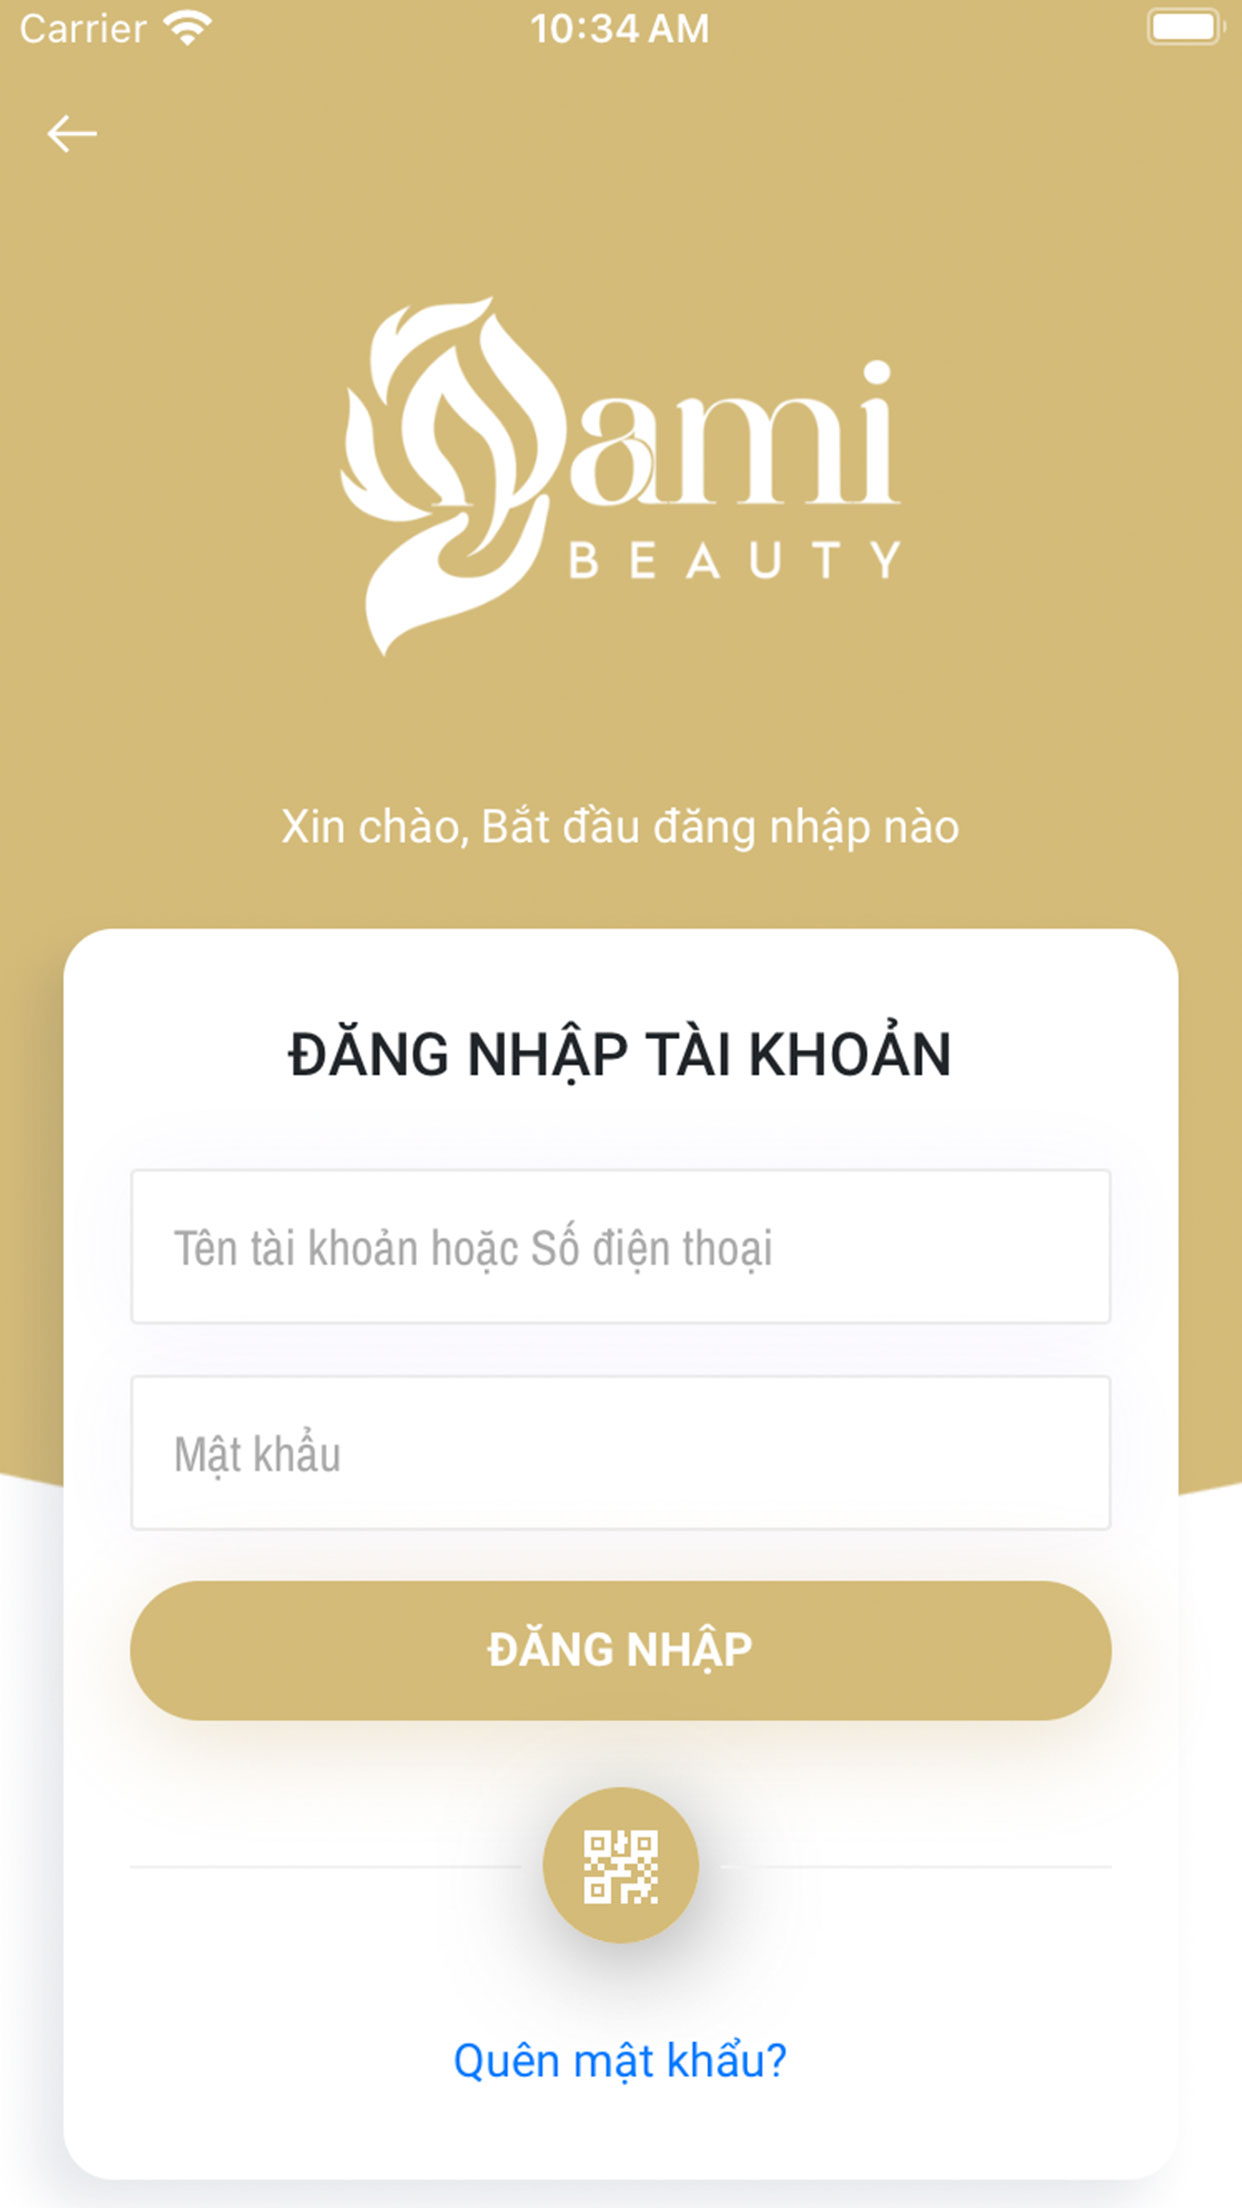 Carrier 10:34 AM
Dami
BEAUTY
Xin chào, Bắt đầu đăng nhập nào
ĐĂNG NHẬP TÀI KHOẢN
Tên tài khoản hoặc Số điện thoại
Mật khẩu
ĐĂNG NHẬP
Quên mật khẩu?